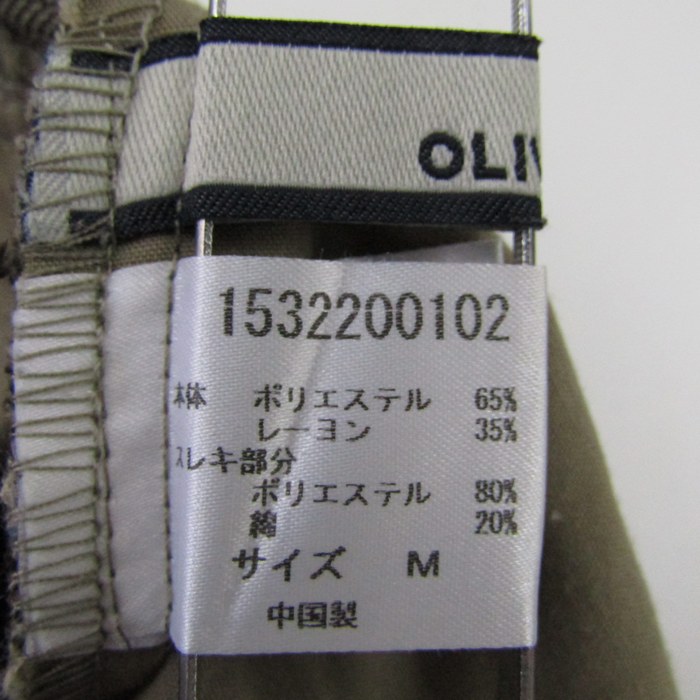 OLIV
1532200102
本体 ポリエステル 65%
レーヨン 35%
スレキ部分
ポリエステル 80%
綿 20%
サイズ M
中国製